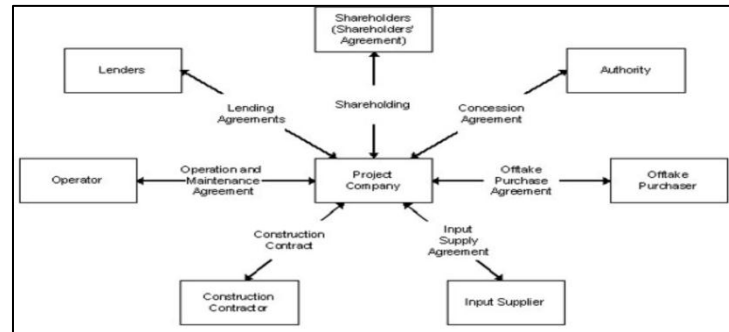 Shareholders
(Shareholders'
Agreement)
Lenders
Authority
Lending
Agreements
Shareholding
Concession
Agreement
Operator
Operation and
Maintenance
Agreement
Project
Company
Offtake
Purchase
Agreement
Offtake
Purchaser
Construction
Contract
Input
Supply
Agreement
Construction
Contractor
Input Supplier